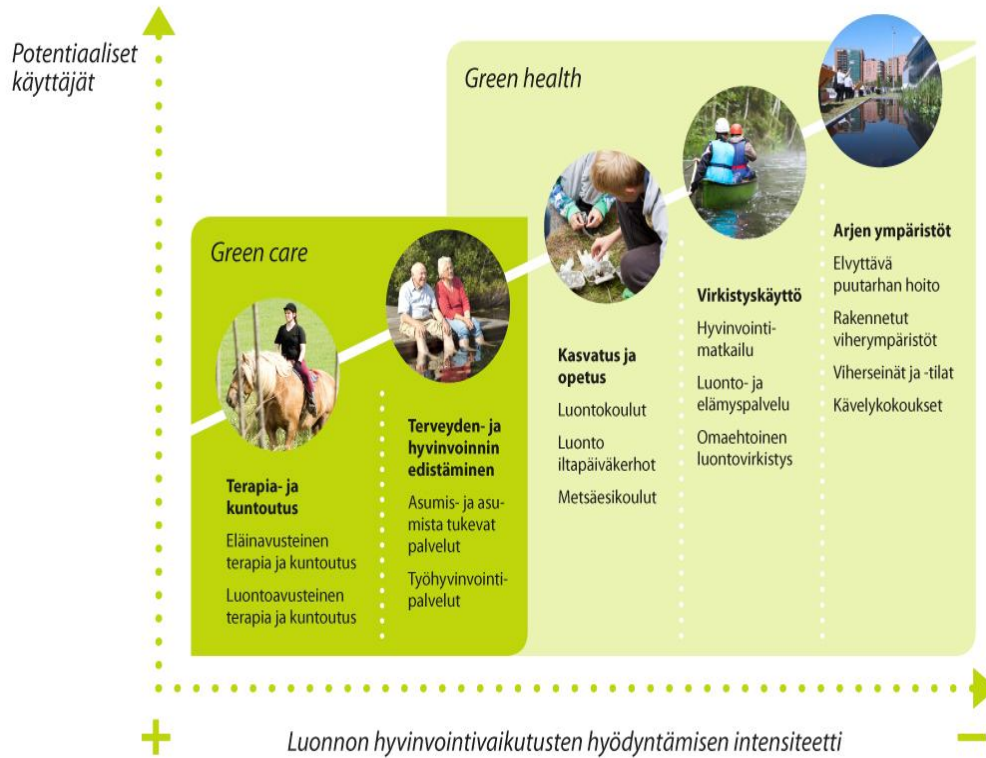 Potentiaaliset
käyttäjät
Green health
Green care
Terapia- ja
kuntoutus
Eläinavusteinen
terapia ja kuntoutus
Luontoavusteinen
terapia ja kuntoutus
Terveyden- ja
hyvinvoinnin
edistäminen
Asumis- ja asu-
mista tukevat
palvelut
Työhyvinvointi-
palvelut
Kasvatus ja
opetus
Luontokoulut
Luonto
iltapäiväkerhot
Metsäesikoulut
Virkistyskäyttö
Hyvinvointi-
matkailu
Luonto- ja
elämyspalvelu
Omaehtoinen
luontovirkistys
Arjen ympäristöt
Elvyttävä
puutarhan hoito
Rakennetut
viherympäristöt
Viherseinät ja -tilat
Kävelykokoukset
+ Luonnon hyvinvointivaikutusten hyödyntämisen intensiteetti −